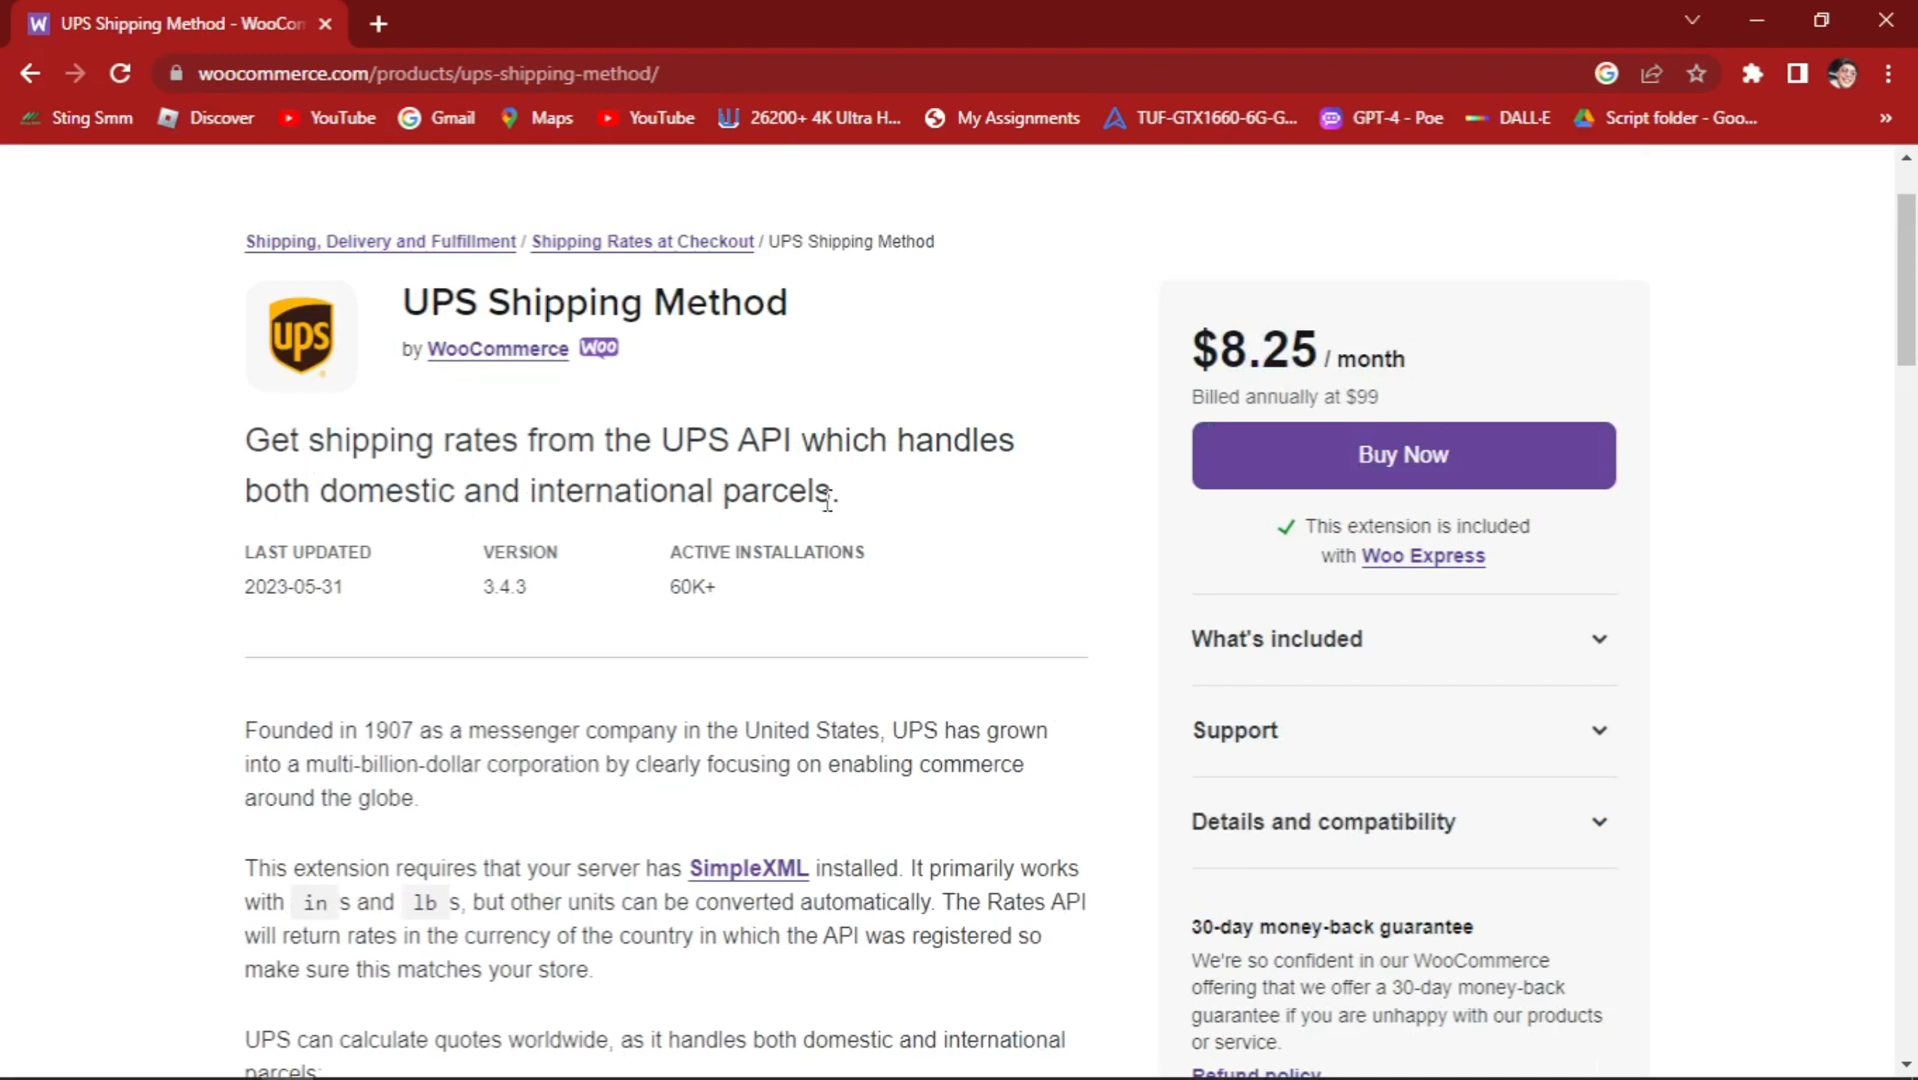 W UPS Shipping Method - WooCon
woocommerce.com/products/ups-shipping-method/
Sting Smm Discover YouTube Gmail Maps YouTube 26200+ 4K Ultra H... My Assignments TUF-GTX1660-6G-G... GPT-4 - Poe DALL·E Script folder - Goo... »
Shipping, Delivery and Fulfillment / Shipping Rates at Checkout / UPS Shipping Method
ups
UPS Shipping Method
by WooCommerce WOO
Get shipping rates from the UPS API which handles
both domestic and international parcels.
LAST UPDATED VERSION ACTIVE INSTALLATIONS
2023-05-31 3.4.3 60K+
Founded in 1907 as a messenger company in the United States, UPS has grown
into a multi-billion-dollar corporation by clearly focusing on enabling commerce
around the globe.
This extension requires that your server has SimpleXML installed. It primarily works
with in s and lb s, but other units can be converted automatically. The Rates API
will return rates in the currency of the country in which the API was registered so
make sure this matches your store.
UPS can calculate quotes worldwide, as it handles both domestic and international
parcels:
$8.25 / month
Billed annually at $99
Buy Now
This extension is included
with Woo Express
What's included
Support
Details and compatibility
30-day money-back guarantee
We're so confident in our WooCommerce
offering that we offer a 30-day money-back
guarantee if you are unhappy with our products
or service.
Refund policy